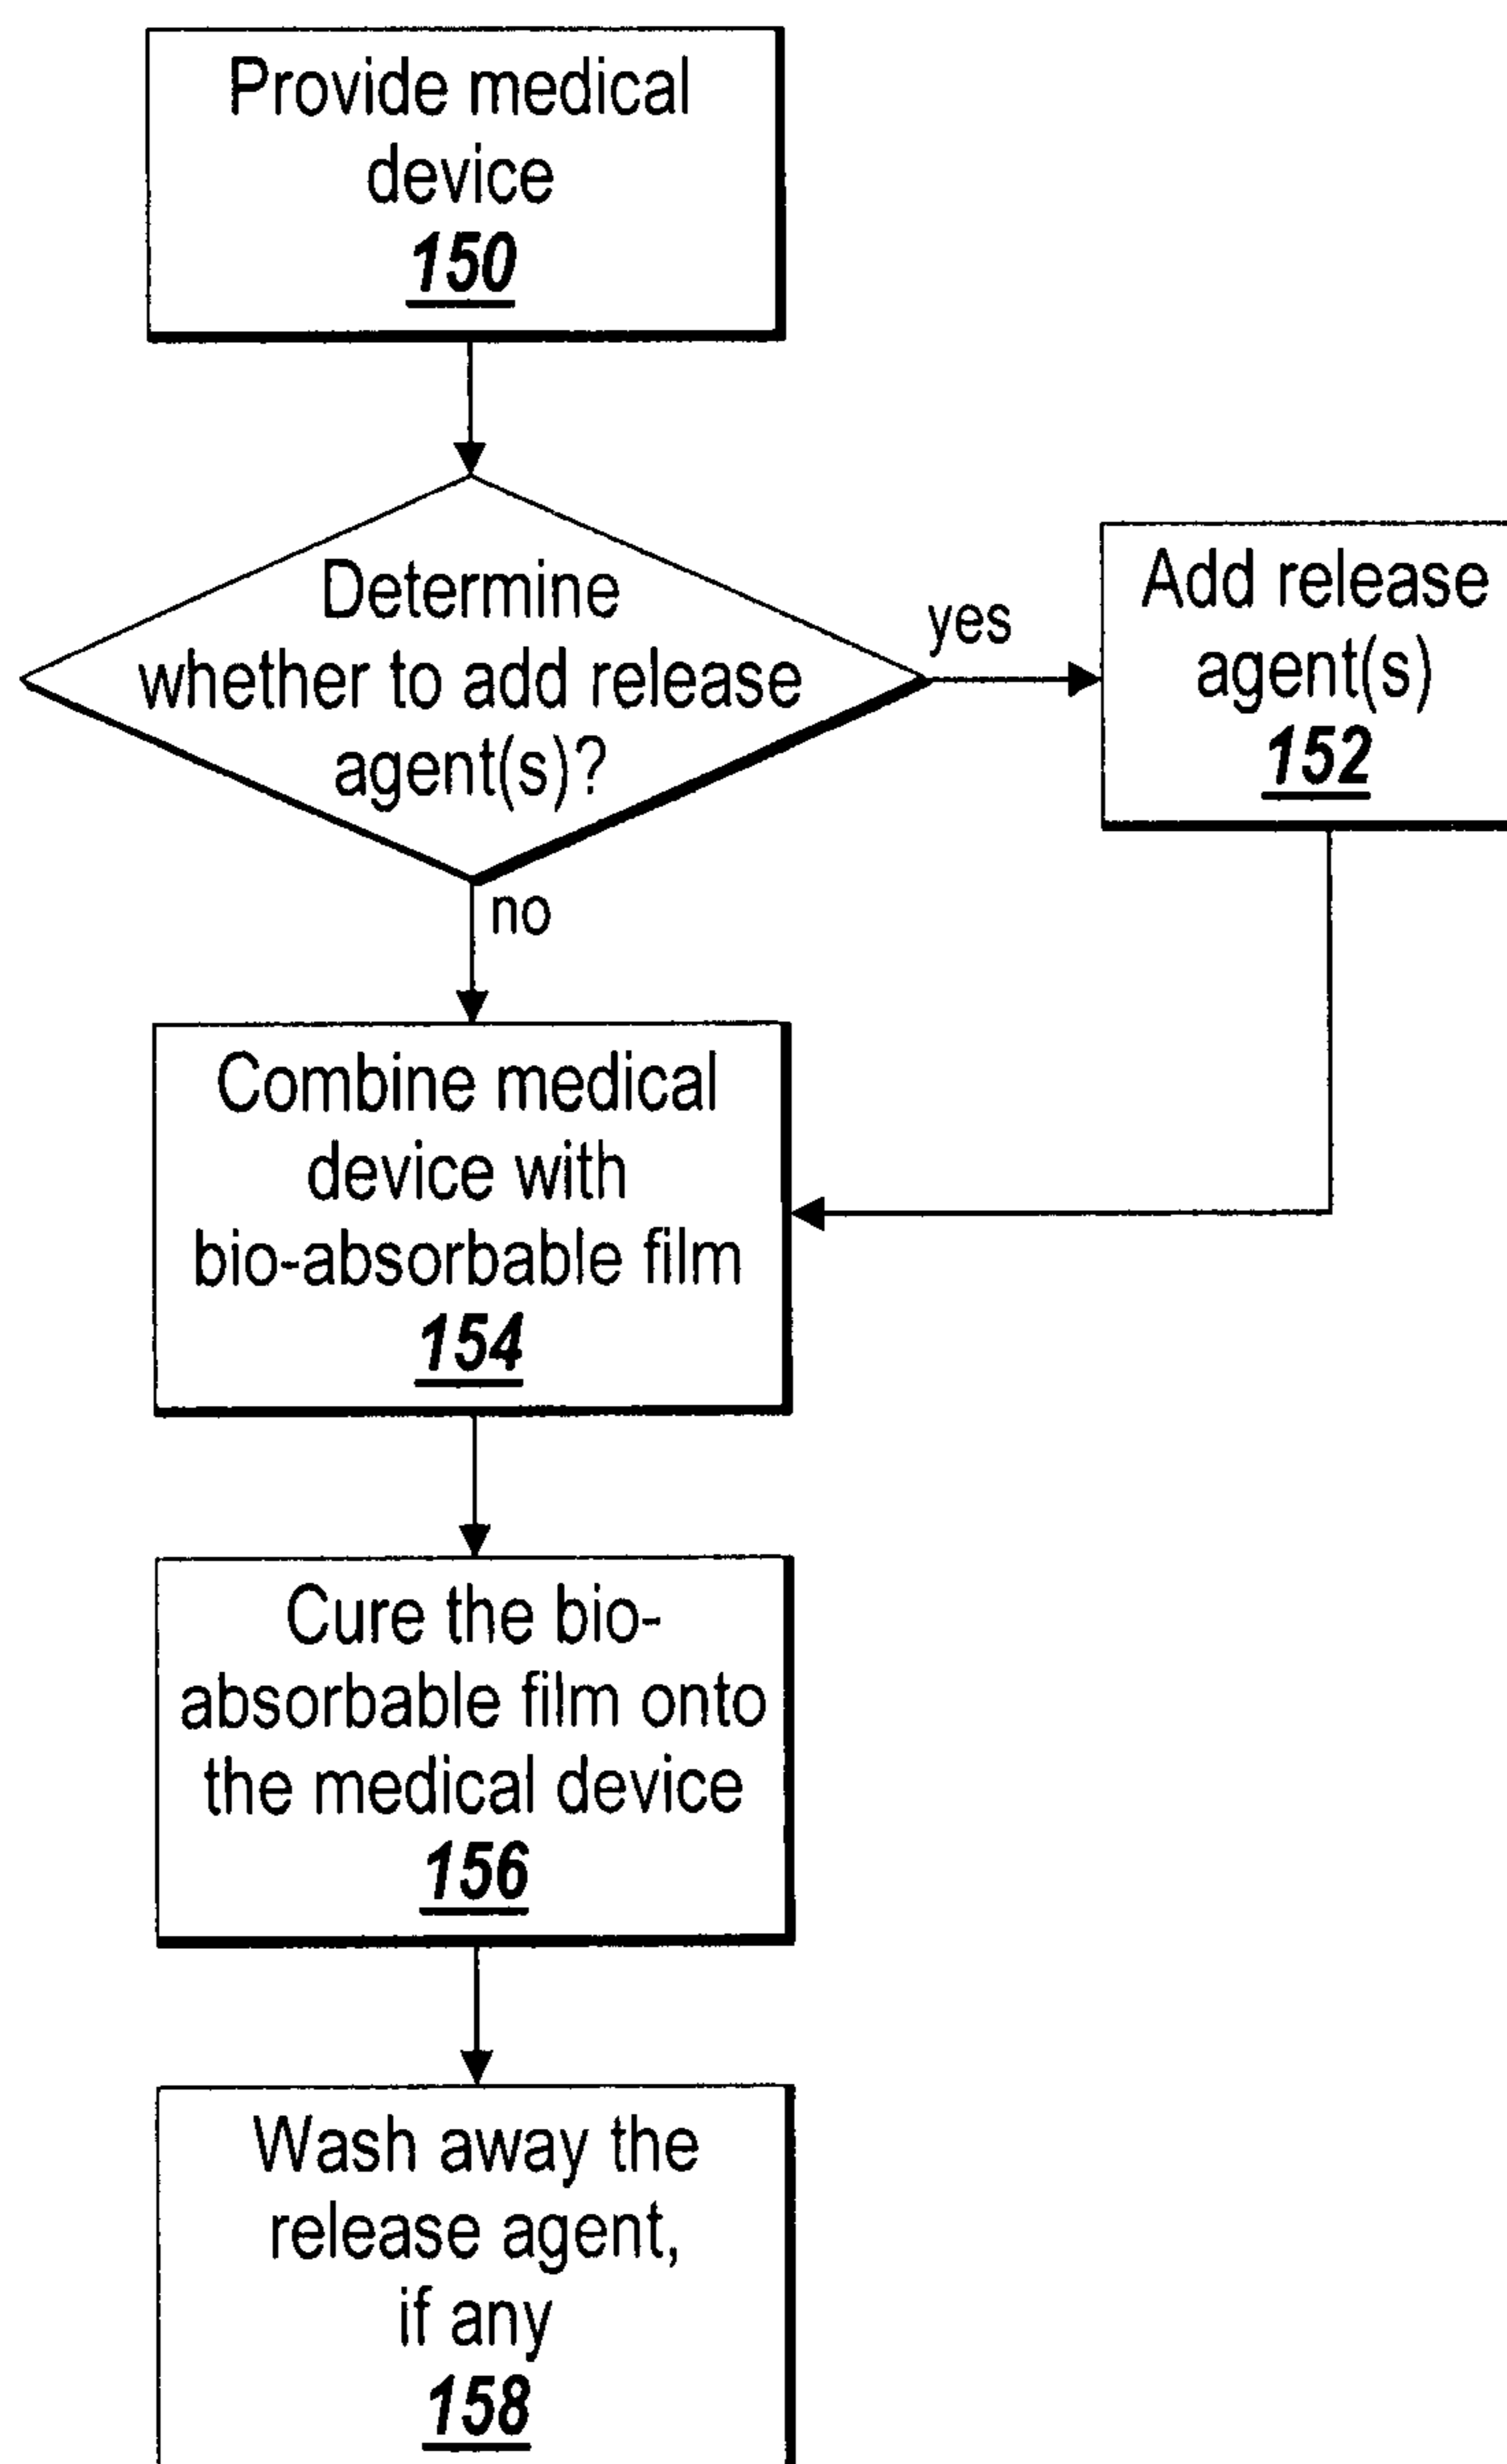 Provide medical
device
150
Determine
whether to add release
agent(s)?
yes
Add release
agent(s)
152
no
Combine medical
device with
bio-absorbable film
154
Cure the bio-
absorbable film onto
the medical device
156
Wash away the
release agent,
if any
158